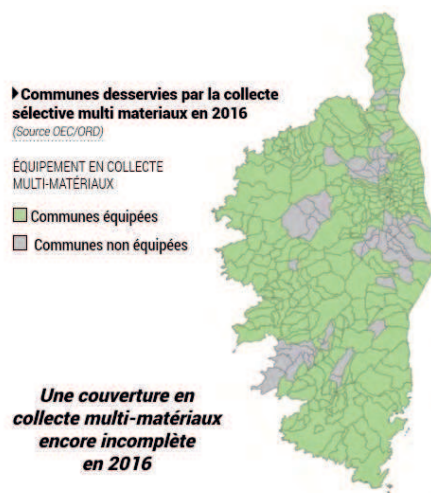 ▶Communes desservies par la collecte
sélective multi materiaux en 2016
(Source OEC/ORD)
ÉQUIPEMENT EN COLLECTE
MULTI-MATÉRIAUX
Communes équipées
Communes non équipées
Une couverture en
collecte multi-matériaux
encore incomplète
en 2016